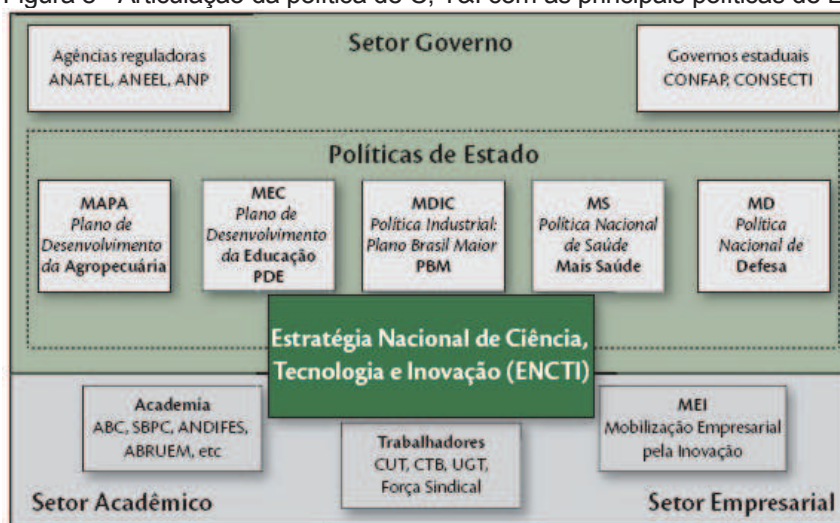 Setor Governo
Agências reguladoras
ANATEL, ANEEL, ANP
Governos estaduais
CONFAP, CONSECTI
Políticas de Estado
MAPA
Plano de
Desenvolvimento
da Agropecuária
MEC
Plano de
Desenvolvimento
da Educação
PDE
MDIC
Política Industrial:
Plano Brasil Maior
PBM
MS
Política Nacional
de Saúde
Mais Saúde
MD
Política
Nacional de
Defesa
Estratégia Nacional de Ciência,
Tecnologia e Inovação (ENCTI)
Academia
ABC, SBPC, ANDIFES,
ABRUEM, etc
Trabalhadores
CUT, CTB, UGT,
Força Sindical
MEI
Mobilização Empresarial
pela Inovação
Setor Acadêmico
Setor Empresarial